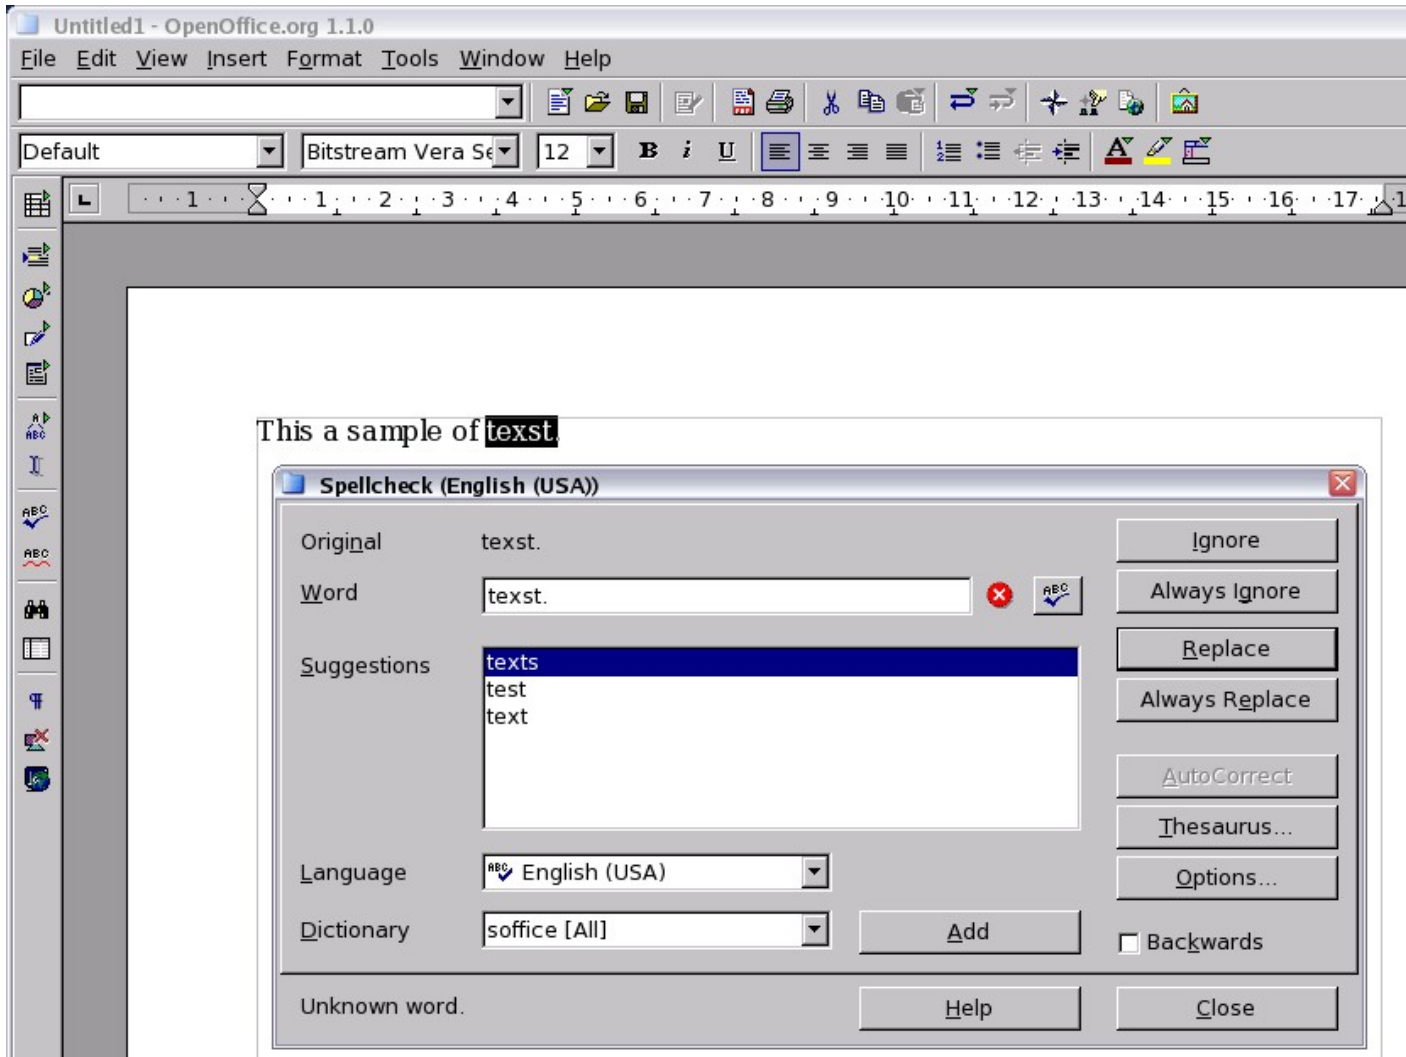 Untitled1 - OpenOffice.org 1.1.0
File Edit View Insert Format Tools Window Help
Default Bitstream Vera Se 12 B i U
1 1 2 3 4 5 6 7 8 9 10 11 12 13 14 15 16 17 1
This a sample of texst.
Spellcheck (English (USA))
Original texst. Ignore
Word texst. ABC Always Ignore
Suggestions texts Replace
test Always Replace
text
AutoCorrect
Thesaurus...
Language ABC English (USA) Options...
Dictionary soffice [All] Add Backwards
Unknown word. Help Close